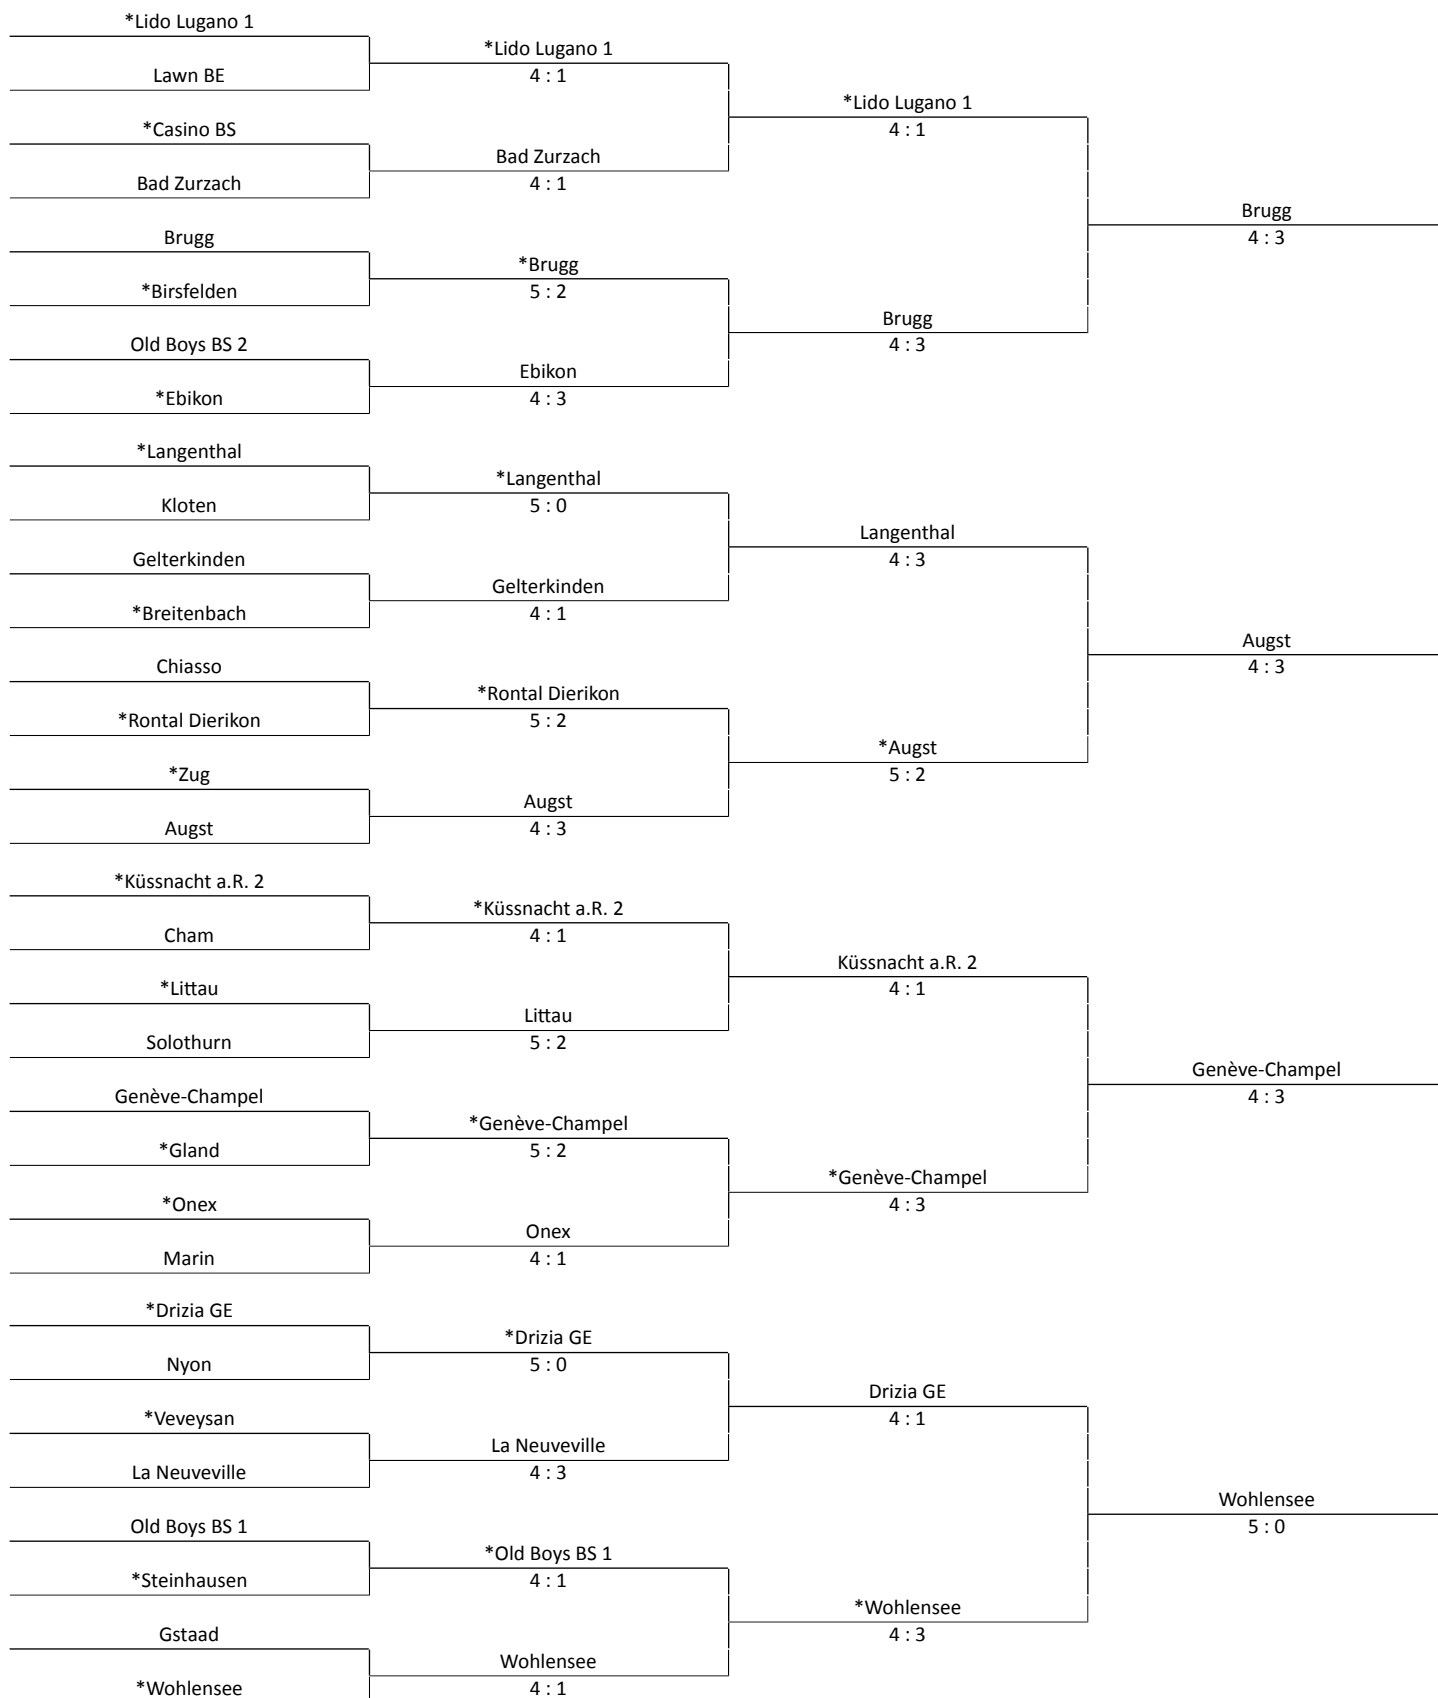 *Lido Lugano 1
Lawn BE
*Casino BS
Bad Zurzach
Brugg
*Birsfelden
Old Boys BS 2
*Ebikon
*Langenthal
Kloten
Gelterkinden
*Breitenbach
Chiasso
*Rontal Dierikon
*Zug
Augst
*Küssnacht a.R. 2
Cham
*Littau
Solothurn
Genève-Champel
*Gland
*Onex
Marin
*Drizia GE
Nyon
*Veveysan
La Neuveville
Old Boys BS 1
*Steinhausen
Gstaad
*Wohlensee
*Lido Lugano 1
4 : 1
Bad Zurzach
4 : 1
*Brugg
5 : 2
Ebikon
4 : 3
*Langenthal
5 : 0
Gelterkinden
4 : 1
*Rontal Dierikon
5 : 2
Augst
4 : 3
*Küssnacht a.R. 2
4 : 1
Littau
5 : 2
*Genève-Champel
5 : 2
Onex
4 : 1
*Drizia GE
5 : 0
La Neuveville
4 : 3
*Old Boys BS 1
4 : 1
Wohlensee
4 : 1
*Lido Lugano 1
4 : 1
Brugg
4 : 3
Langenthal
4 : 3
*Augst
5 : 2
Küssnacht a.R. 2
4 : 1
*Genève-Champel
4 : 3
Drizia GE
4 : 1
*Wohlensee
4 : 3
Brugg
4 : 3
Augst
4 : 3
Genève-Champel
4 : 3
Wohlensee
5 : 0